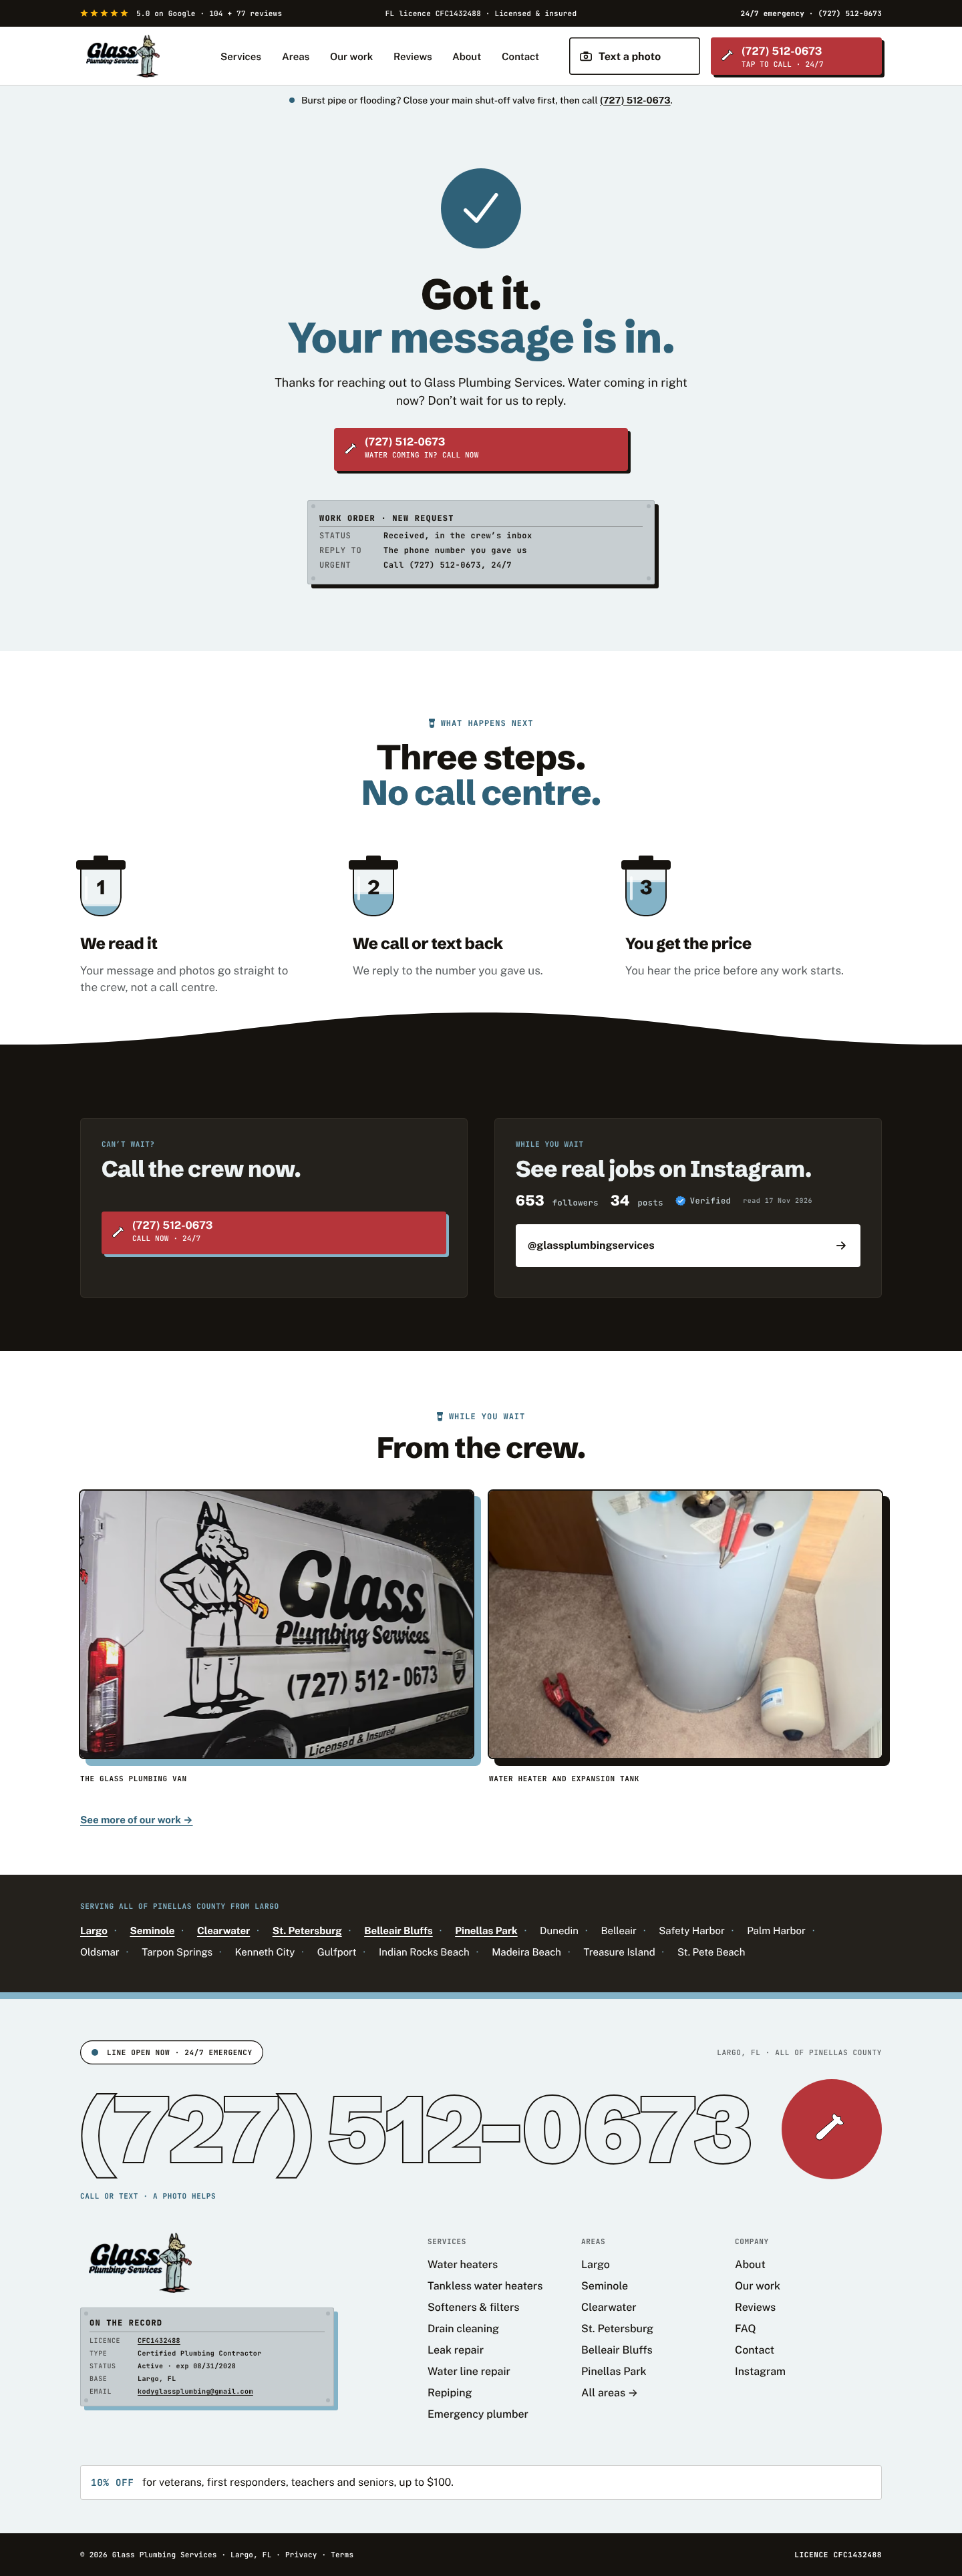 5.0 on Google · 104 + 77 reviews
FL licence CFC1432488 · Licensed & insured
24/7 emergency · (727) 512-0673
Glass
Plumbing Services
Services
Areas
Our work
Reviews
About
Contact
Text a photo
(727) 512-0673
TAP TO CALL · 24/7
Burst pipe or flooding? Close your main shut-off valve first, then call (727) 512-0673.
Got it.
Your message is in.
Thanks for reaching out to Glass Plumbing Services. Water coming in right
now? Don’t wait for us to reply.
(727) 512-0673
WATER COMING IN? CALL NOW
WORK ORDER · NEW REQUEST
STATUS Received, in the crew’s inbox
REPLY TO The phone number you gave us
URGENT Call (727) 512-0673, 24/7
WHAT HAPPENS NEXT
Three steps.
No call centre.
1
We read it
Your message and photos go straight to
the crew, not a call centre.
2
We call or text back
We reply to the number you gave us.
3
You get the price
You hear the price before any work starts.
CAN’T WAIT?
Call the crew now.
(727) 512-0673
CALL NOW · 24/7
WHILE YOU WAIT
See real jobs on Instagram.
653 followers 34 posts Verified read 17 Nov 2026
@glassplumbingservices →
WHILE YOU WAIT
From the crew.
Glass
Plumbing Services
(727) 512-0673
CFC1432488
Licensed & Insured
THE GLASS PLUMBING VAN
WATER HEATER AND EXPANSION TANK
See more of our work →
SERVING ALL OF PINELLAS COUNTY FROM LARGO
Largo · Seminole · Clearwater · St. Petersburg · Belleair Bluffs · Pinellas Park · Dunedin · Belleair · Safety Harbor · Palm Harbor ·
Oldsmar · Tarpon Springs · Kenneth City · Gulfport · Indian Rocks Beach · Madeira Beach · Treasure Island · St. Pete Beach
LINE OPEN NOW · 24/7 EMERGENCY
LARGO, FL · ALL OF PINELLAS COUNTY
(727) 512-0673
CALL OR TEXT · A PHOTO HELPS
Glass
Plumbing Services
ON THE RECORD
LICENCE CFC1432488
TYPE Certified Plumbing Contractor
STATUS Active · exp 08/31/2028
BASE Largo, FL
EMAIL kodyglassplumbing@gmail.com
SERVICES
Water heaters
Tankless water heaters
Softeners & filters
Drain cleaning
Leak repair
Water line repair
Repiping
Emergency plumber
AREAS
Largo
Seminole
Clearwater
St. Petersburg
Belleair Bluffs
Pinellas Park
All areas →
COMPANY
About
Our work
Reviews
FAQ
Contact
Instagram
10% OFF for veterans, first responders, teachers and seniors, up to $100.
© 2026 Glass Plumbing Services · Largo, FL · Privacy · Terms
LICENCE CFC1432488